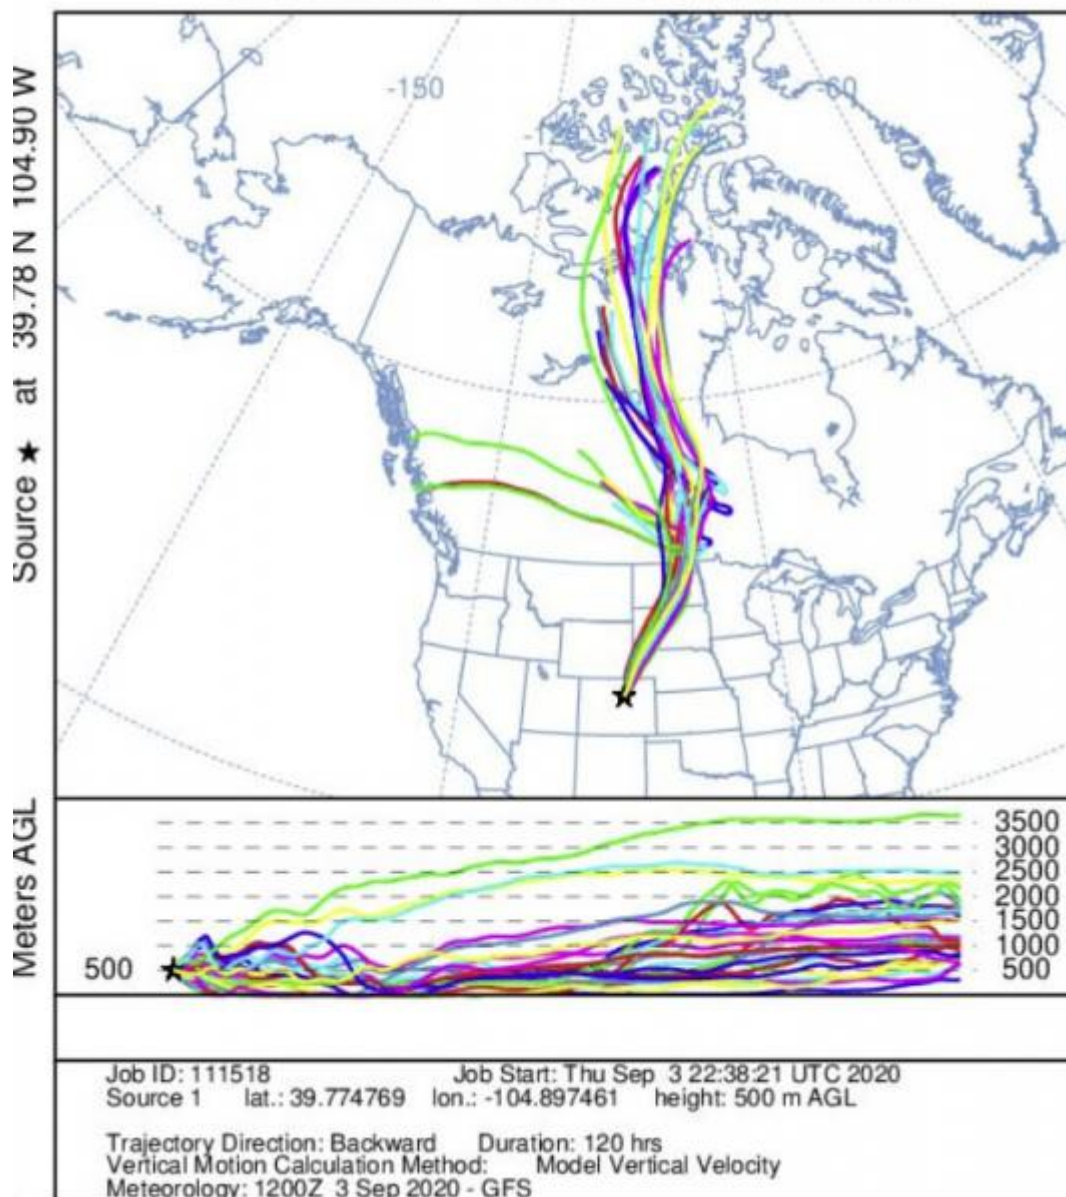 Source ★ at 39.78 N 104.90 W
-150
60
Meters AGL
3500
3000
2500
2000
1500
1000
500
500
Job ID: 111518 Job Start: Thu Sep 3 22:38:21 UTC 2020
Source 1 lat.: 39.774769 lon.: -104.897461 height: 500 m AGL
Trajectory Direction: Backward Duration: 120 hrs
Vertical Motion Calculation Method: Model Vertical Velocity
Meteorology: 1200Z 3 Sep 2020 - GFS